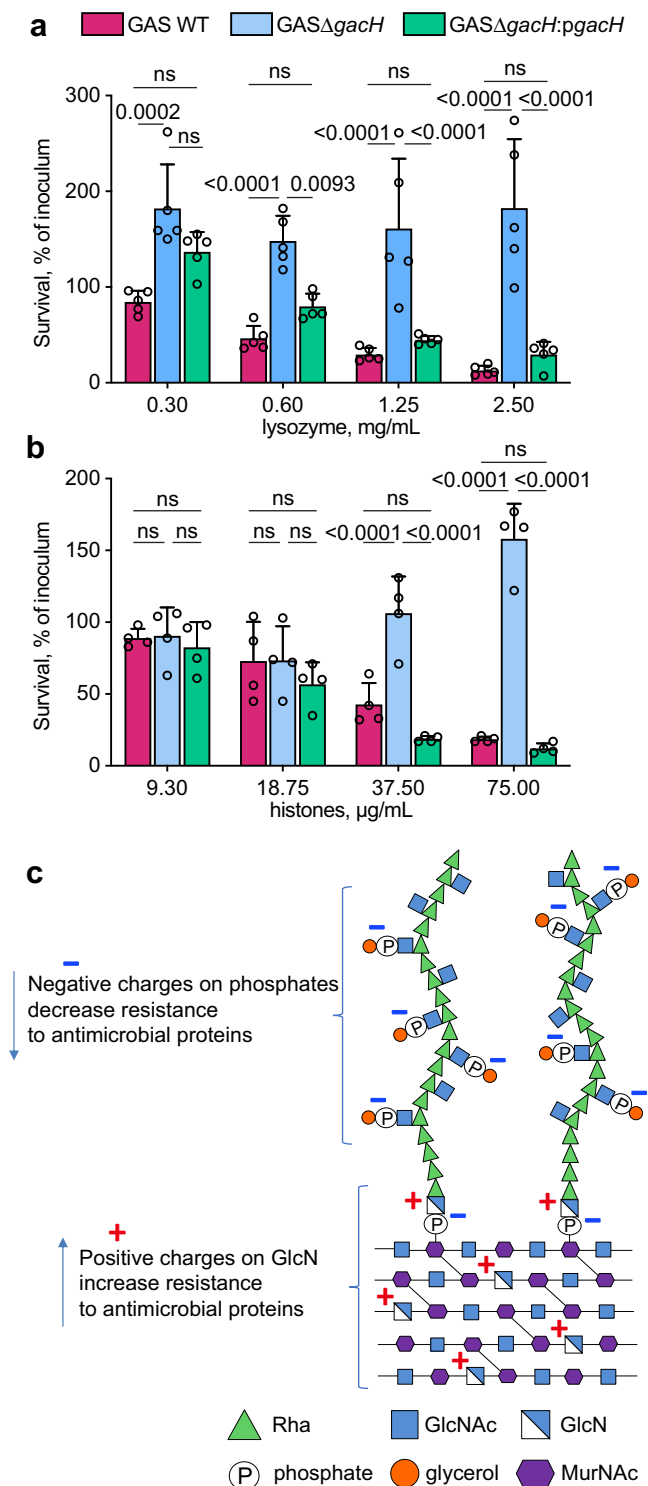 a
GAS WT GASΔgacH GASΔgacH:pgacH
ns ns ns ns
0.0002 ns <0.0001 0.0093 <0.0001 <0.0001 <0.0001 <0.0001
Survival, % of inoculum
300
200
100
0
0.30 0.60 1.25 2.50
lysozyme, mg/mL
b
ns ns ns ns
ns ns ns ns <0.0001 <0.0001 <0.0001 <0.0001
Survival, % of inoculum
200
150
100
50
0
9.30 18.75 37.50 75.00
histones, µg/mL
c
P P
P P
P P
P P
−
Negative charges on phosphates
decrease resistance
to antimicrobial proteins
+ +
P − P −
+
Positive charges on GlcN
increase resistance
to antimicrobial proteins
+
+
+
+
Rha GlcNAc GlcN
P phosphate glycerol MurNAc